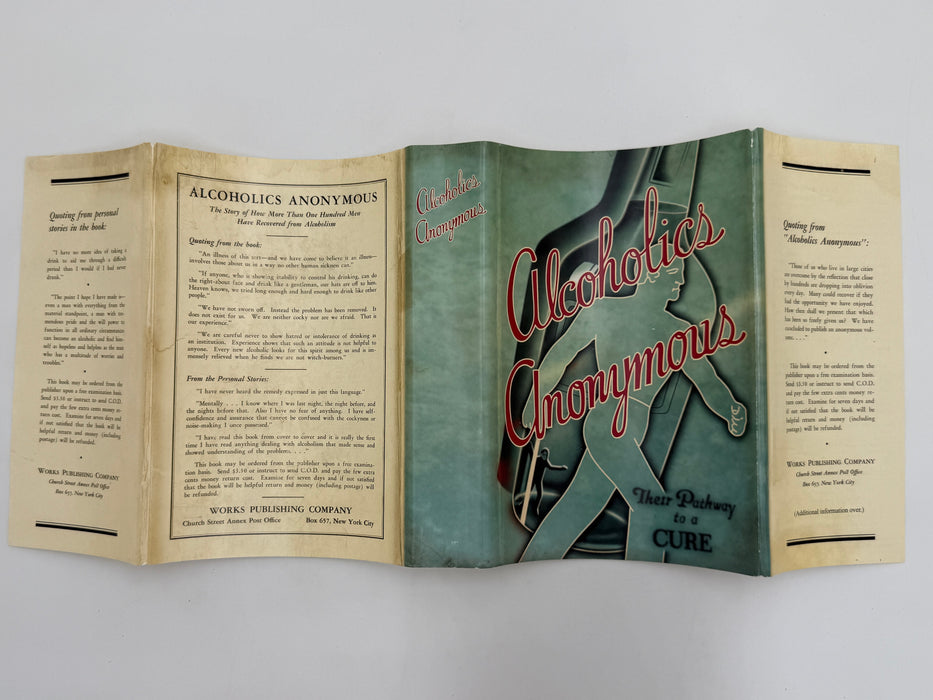 Quoting from personal
stories in the book:
"I have no more idea of taking a
drink to aid me through a difficult
period than I would if I had never
drunk."
"The point I hope I have made is—
even a man with everything from the
material standpoint, a man with tre-
mendous pride and the will power to
function in all ordinary circumstances
can become an alcoholic and find him-
self as hopeless and helpless as the man
who has a multitude of worries and
troubles."
This book may be ordered from the
publisher upon a free examination basis.
Send $3.50 or instruct to send C.O.D.
and pay the few extra cents money re-
turn cost. Examine for seven days and
if not satisfied that the book will be
helpful return and money (including
postage) will be refunded.
WORKS PUBLISHING COMPANY
Church Street Annex Post Office
Box 657, New York City
ALCOHOLICS ANONYMOUS
The Story of How More Than One Hundred Men
Have Recovered from Alcoholism
Quoting from the book:
"An illness of this sort—and we have come to believe it an illness—
involves those about us in a way no other human sickness can."
"If anyone, who is showing inability to control his drinking, can do
the right-about face and drink like a gentleman, our hats are off to him.
Heaven knows, we tried long enough and hard enough to drink like other
people."
"We have not sworn off. Instead the problem has been removed. It
does not exist for us. We are neither cocky nor are we afraid. That is
our experience."
"We are careful never to show hatred or intolerance of drinking as
an institution. Experience shows that such an attitude is not helpful to
anyone. Every new alcoholic looks for this spirit among us and is im-
mensely relieved when he finds we are not witch-burners."
From the Personal Stories:
"I have never heard the remedy expressed in just this language."
"Mentally . . . . I know where I was last night, the night before, and
the nights before that. Also I have no fear of anything. I have self-
confidence and assurance that cannot be confused with the cockiness or
noise-making I once possessed."
"I have read this book from cover to cover and it is really the first
time I have read anything dealing with alcoholism that made sense and
showed understanding of the problems. . . ."
This book may be ordered from the publisher upon a free examina-
tion basis. Send $3.50 or instruct to send C.O.D. and pay the few extra
cents money return cost. Examine for seven days and if not satisfied
that the book will be helpful return and money (including postage) will
be refunded.
WORKS PUBLISHING COMPANY
Church Street Annex Post Office Box 657, New York City
Alcoholics
Anonymous
Alcoholics
Anonymous
Their Pathway
to a
CURE
Quoting from
"Alcoholics Anonymous":
"Those of us who live in large cities
are overcome by the reflection that close
by hundreds are dropping into oblivion
every day. Many could recover if they
had the opportunity we have enjoyed.
How then shall we present that which
has been so freely given us? We have
concluded to publish an anonymous vol-
ume. . . ."
This book may be ordered from the
publisher upon a free examination basis.
Send $3.50 or instruct to send C.O.D.
and pay the few extra cents money re-
turn cost. Examine for seven days and
if not satisfied that the book will be
helpful return and money (including
postage) will be refunded.
WORKS PUBLISHING COMPANY
Church Street Annex Post Office
Box 657, New York City
(Additional information over.)